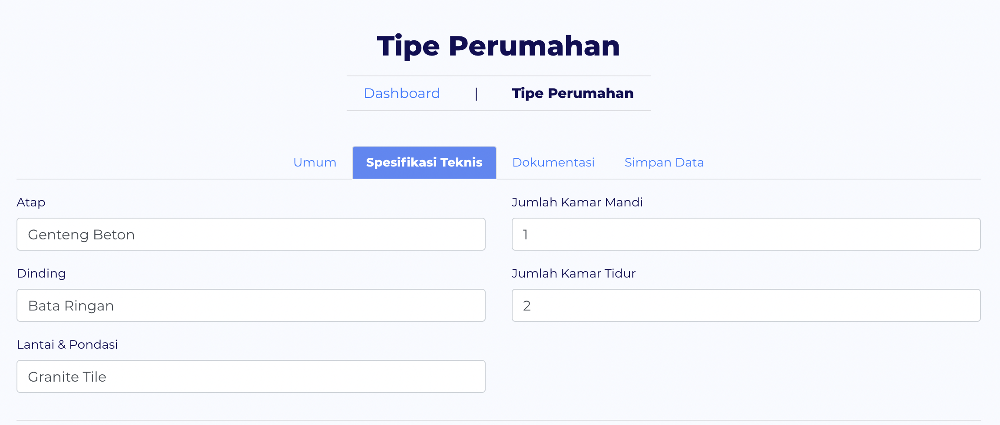 Tipe Perumahan
Dashboard | Tipe Perumahan
Umum Spesifikasi Teknis Dokumentasi Simpan Data
Atap
Genteng Beton
Dinding
Bata Ringan
Lantai & Pondasi
Granite Tile
Jumlah Kamar Mandi
1
Jumlah Kamar Tidur
2